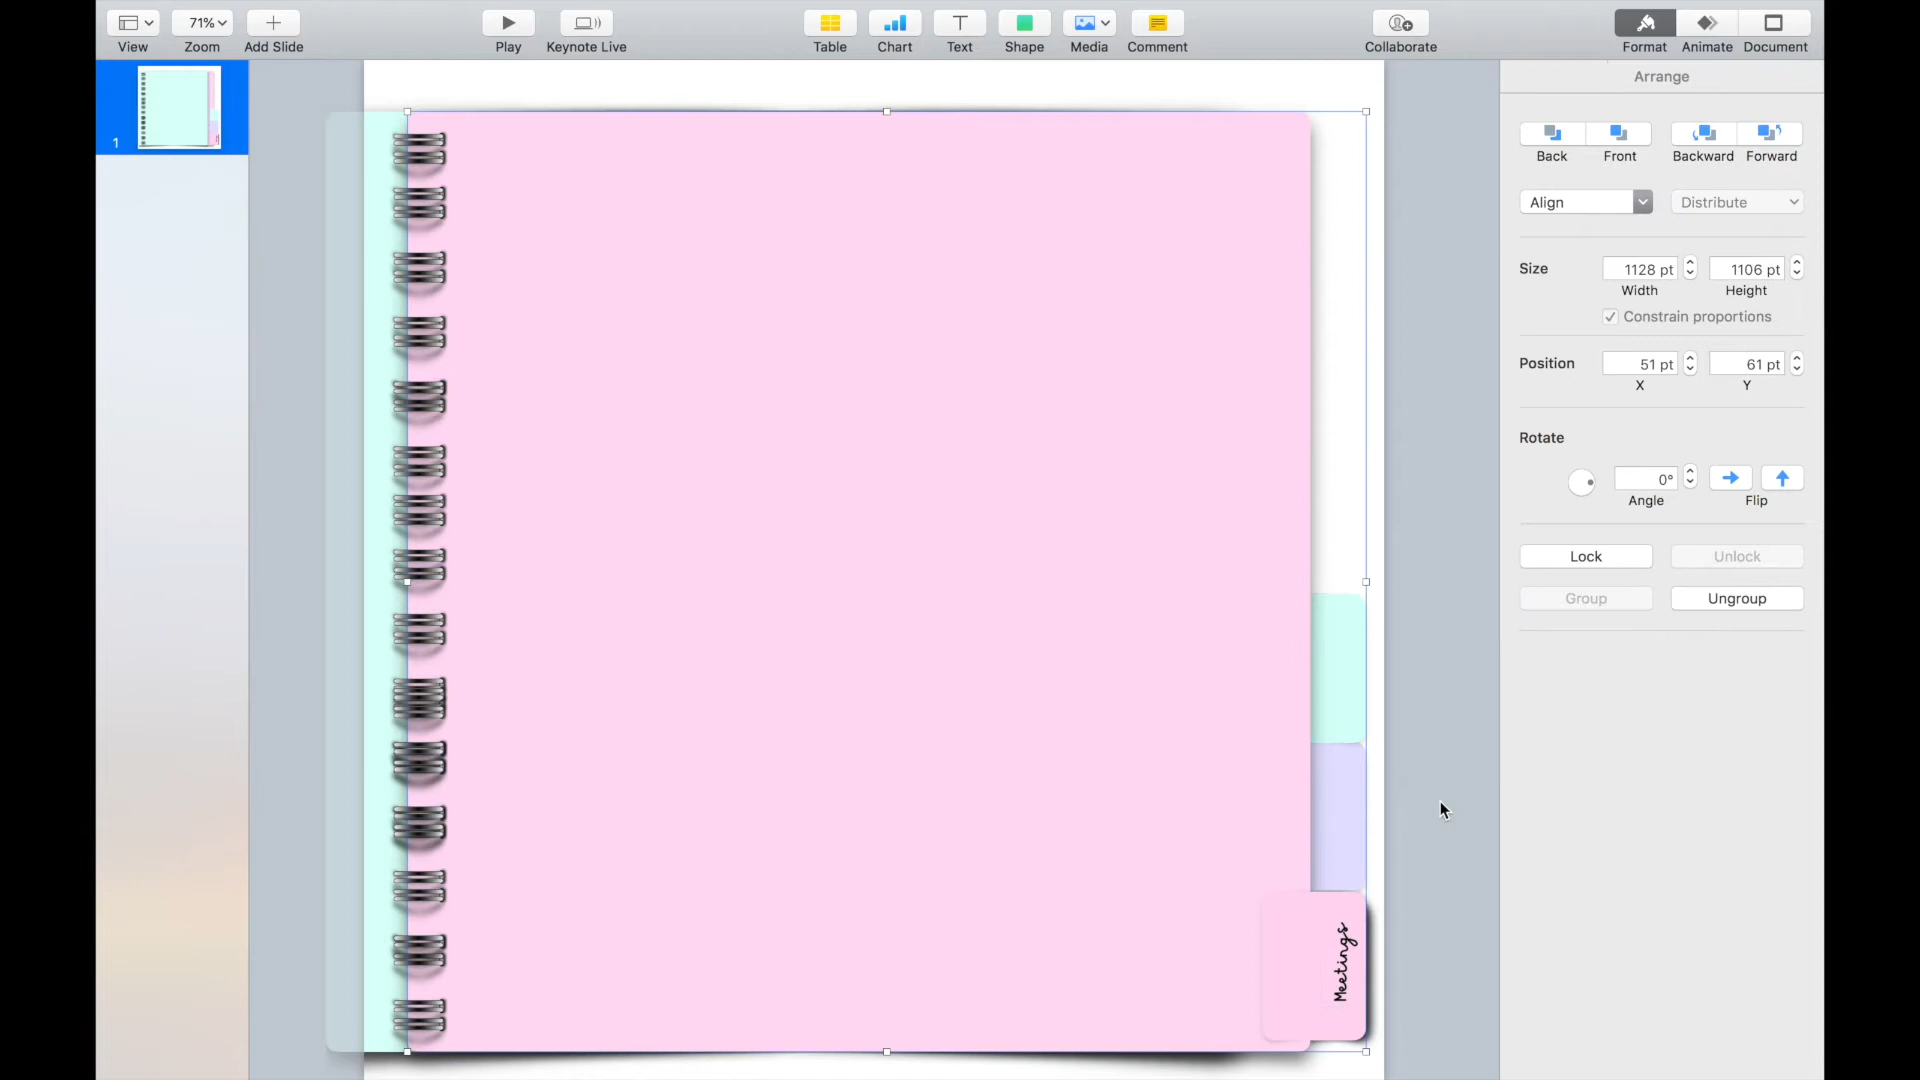 71%
View
Zoom
Add Slide
Play
Keynote Live
Table
Chart
Text
Shape
Media
Comment
Collaborate
Format
Animate
Document
1
Arrange
Back
Front
Backward
Forward
Align
Distribute
Size
1128 pt
1106 pt
Width
Height
Constrain proportions
Position
51 pt
61 pt
X
Y
Rotate
0°
Angle
Flip
Lock
Unlock
Group
Ungroup
Meetings